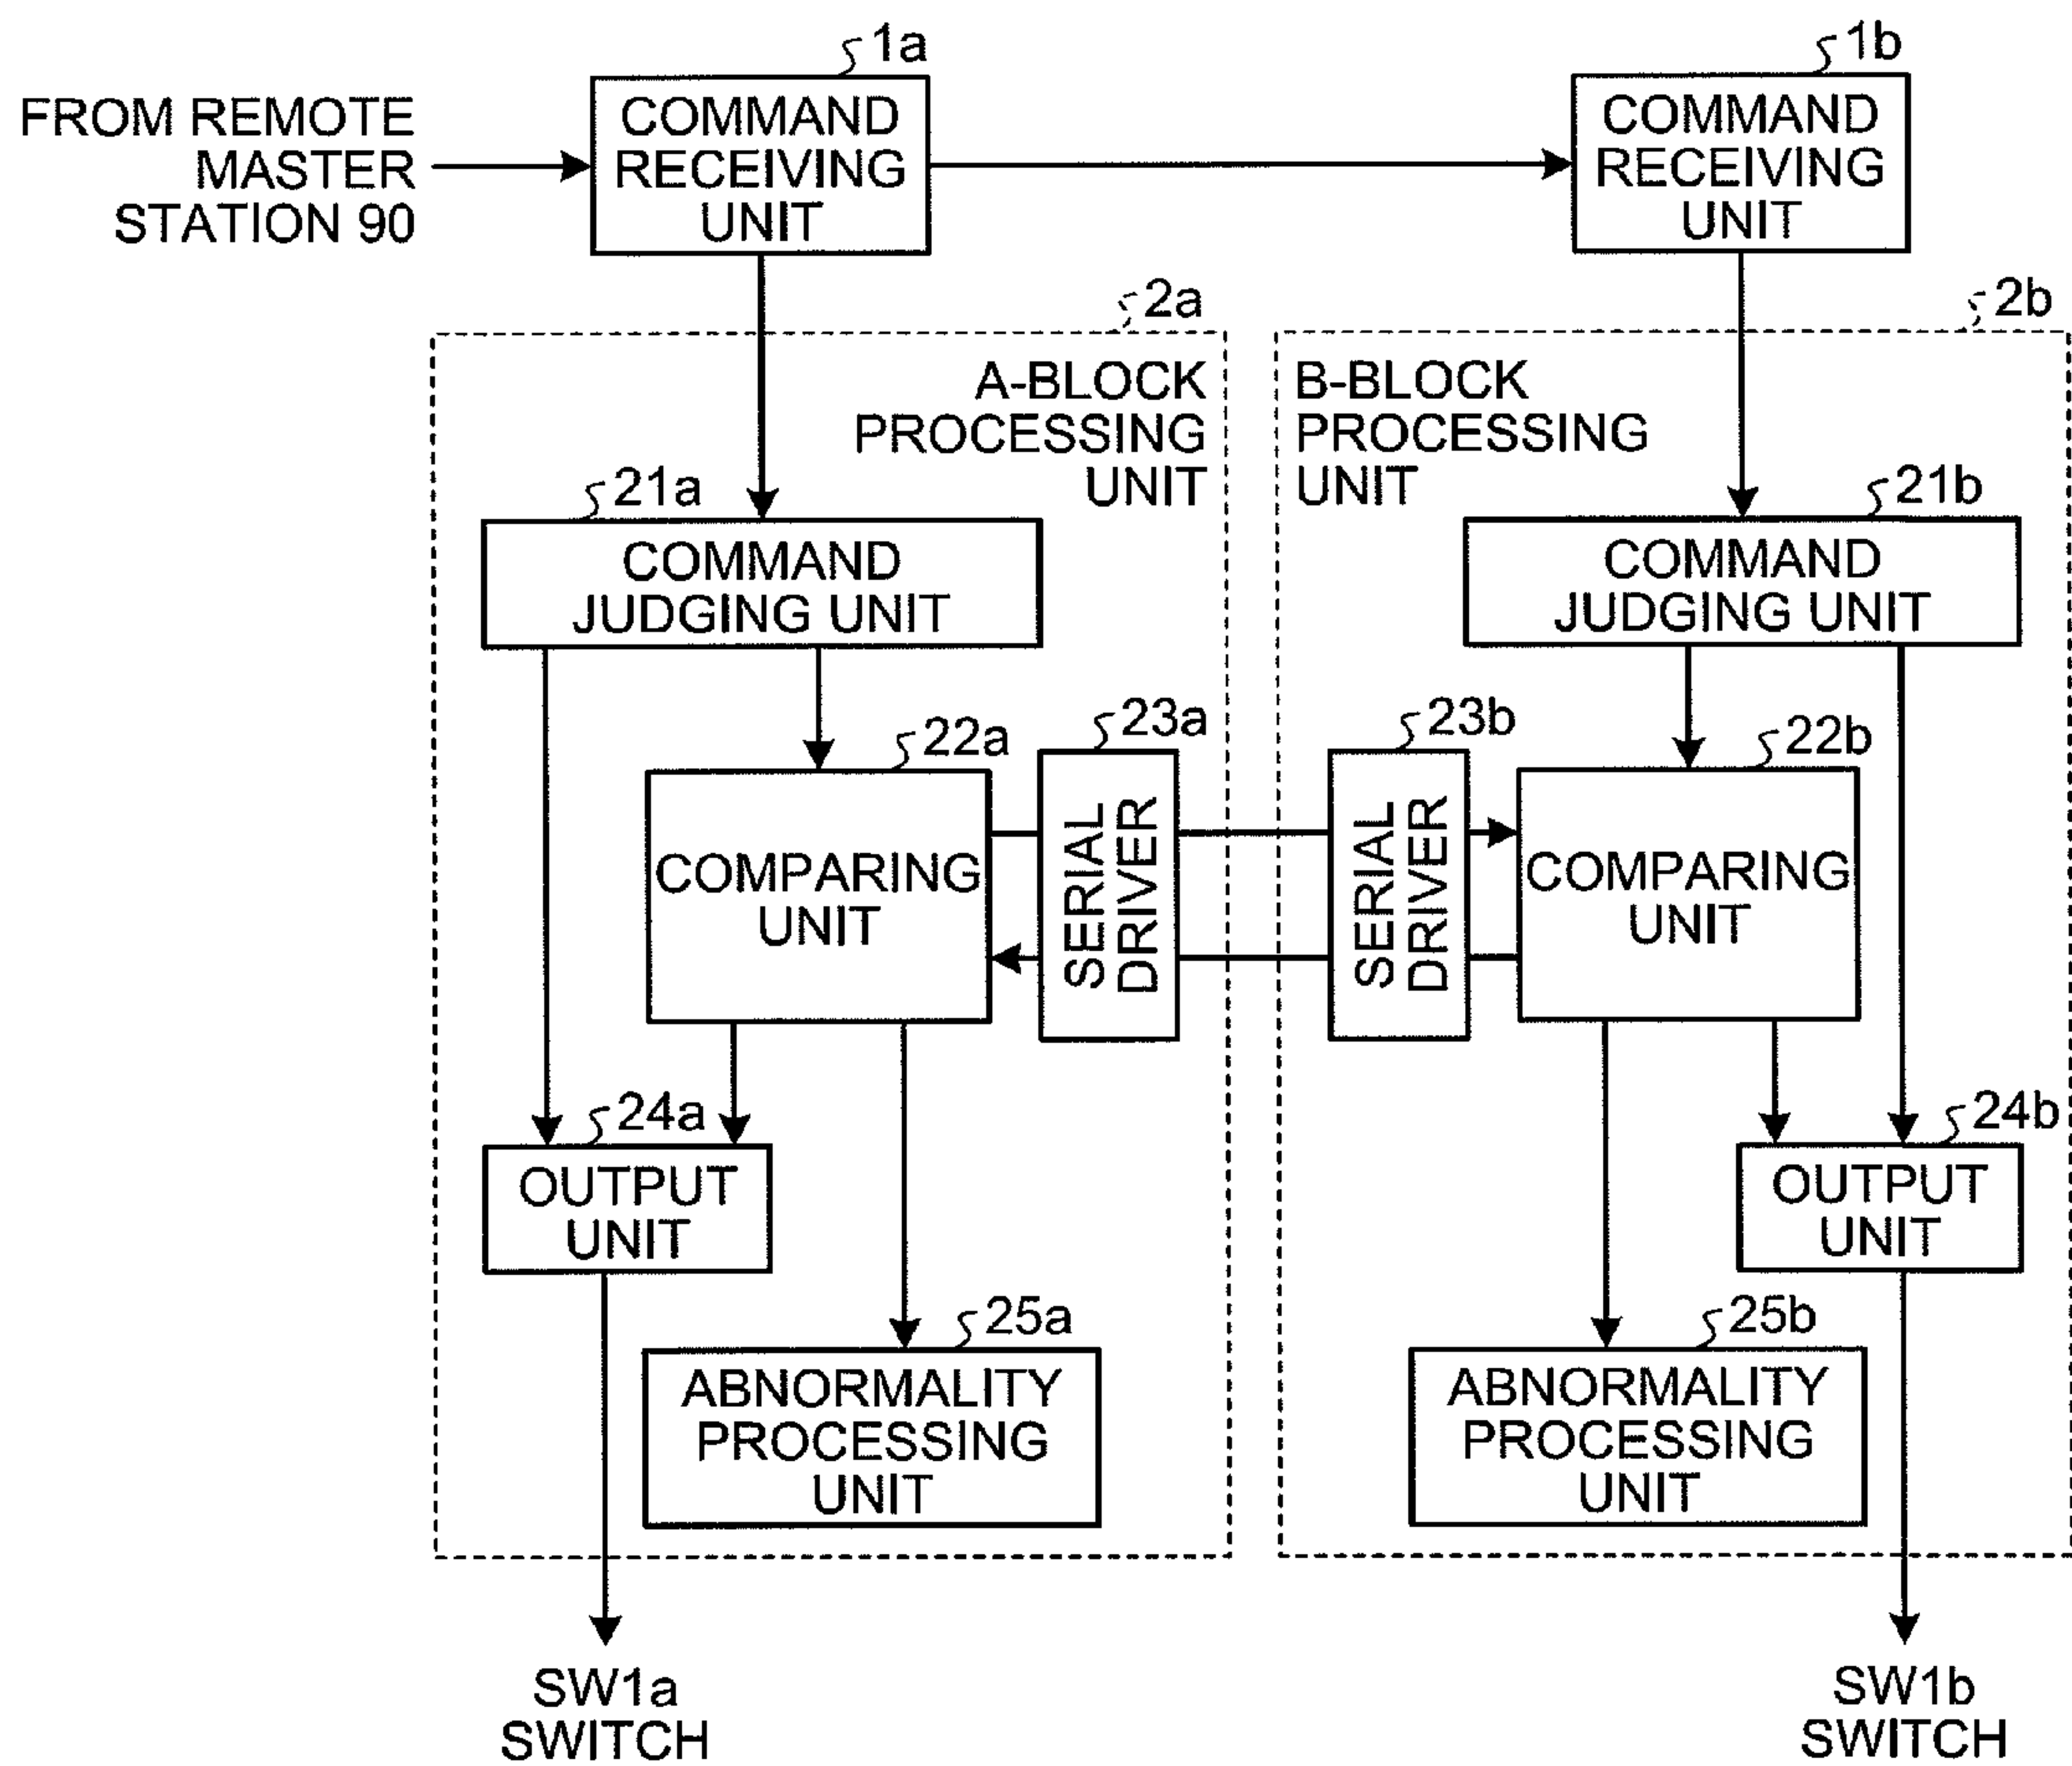 1a
1b
FROM REMOTE
MASTER
STATION 90
COMMAND
RECEIVING
UNIT
COMMAND
RECEIVING
UNIT
2a
2b
A-BLOCK
PROCESSING
UNIT
B-BLOCK
PROCESSING
UNIT
21a
21b
COMMAND
JUDGING UNIT
COMMAND
JUDGING UNIT
22a
23a
23b
22b
COMPARING
UNIT
SERIAL
DRIVER
SERIAL
DRIVER
COMPARING
UNIT
24a
24b
OUTPUT
UNIT
OUTPUT
UNIT
25a
25b
ABNORMALITY
PROCESSING
UNIT
ABNORMALITY
PROCESSING
UNIT
SW1a
SWITCH
SW1b
SWITCH